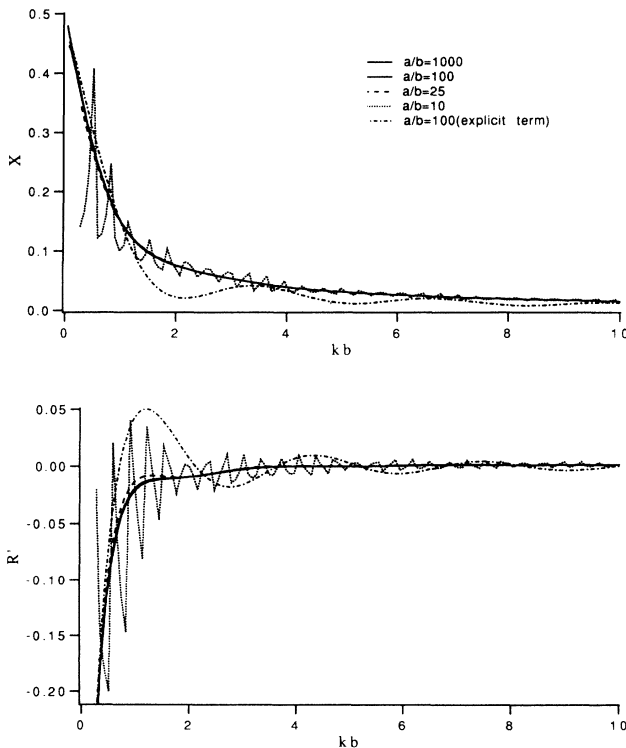 X
0.5
0.4
0.3
0.2
0.1
0.0
a/b=1000
a/b=100
a/b=25
a/b=10
a/b=100(explicit term)
0 2 4 6 8 10
kb
R'
0.05
0.00
-0.05
-0.10
-0.15
-0.20
0 2 4 6 8 10
kb